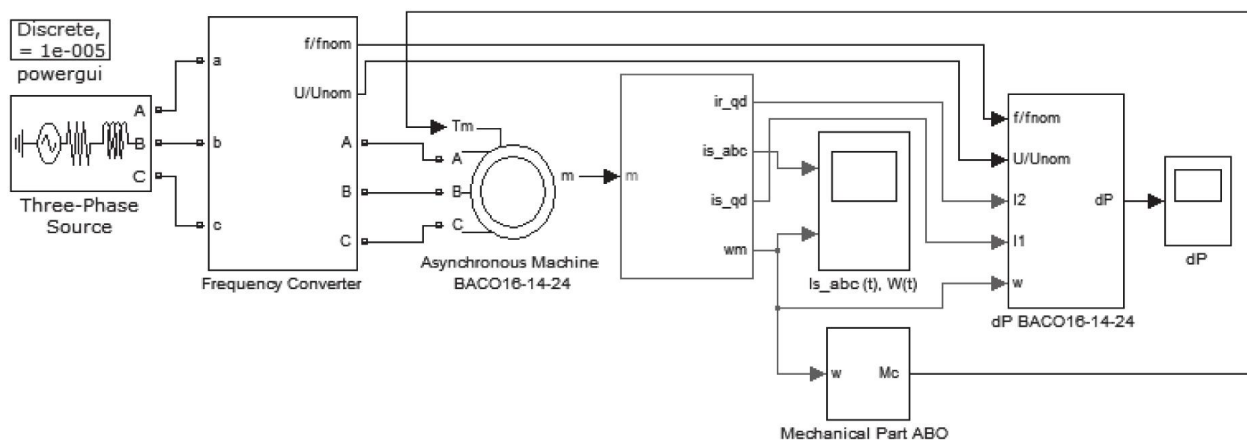 Discrete,
= 1e-005
powergui
A
B
C
Three-Phase
Source
a
b
c
f/fnom
U/Unom
A
B
C
Frequency Converter
Tm
A
B
C
m
Asynchronous Machine
BACO16-14-24
m
ir_qd
is_abc
is_qd
wm
Is_abc (t), W(t)
f/fnom
U/Unom
I2
I1
w
dP
dP BACO16-14-24
dP
w
Mc
Mechanical Part ABO